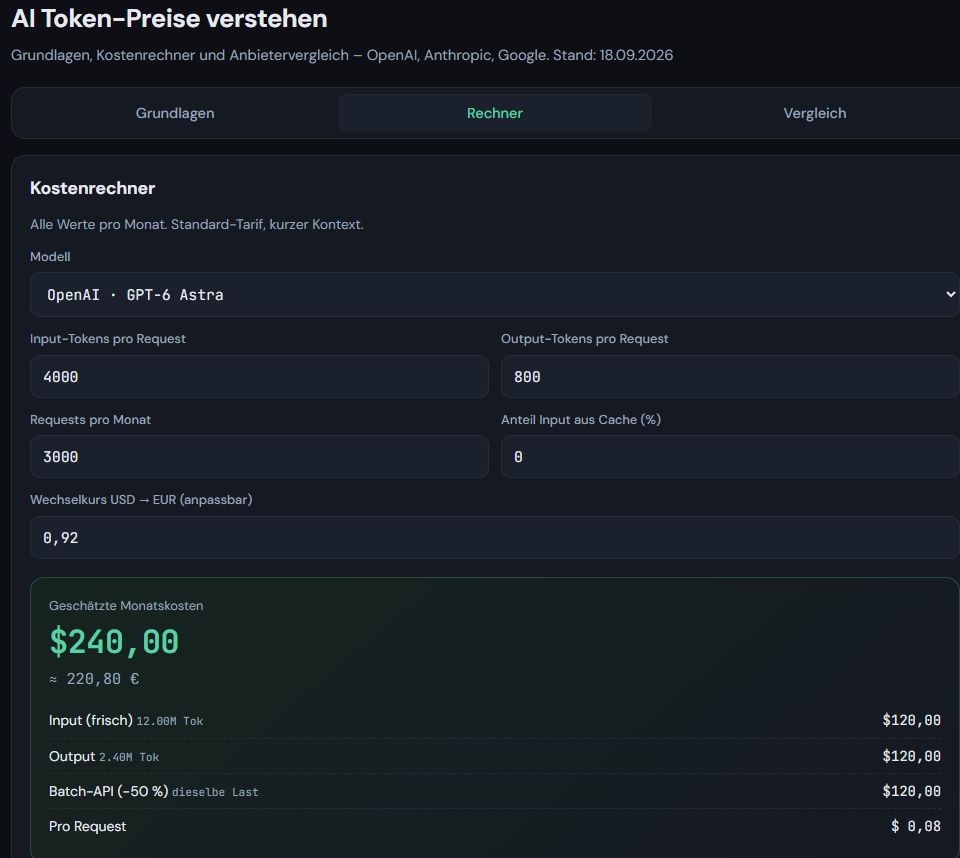 AI Token-Preise verstehen
Grundlagen, Kostenrechner und Anbietervergleich – OpenAI, Anthropic, Google. Stand: 18.09.2026
Grundlagen Rechner Vergleich
Kostenrechner
Alle Werte pro Monat. Standard-Tarif, kurzer Kontext.
Modell
OpenAI · GPT-6 Astra
Input-Tokens pro Request Output-Tokens pro Request
4000 800
Requests pro Monat Anteil Input aus Cache (%)
3000 0
Wechselkurs USD → EUR (anpassbar)
0,92
Geschätzte Monatskosten
$240,00
≈ 220,80 €
Input (frisch) 12.00M Tok $120,00
Output 2.40M Tok $120,00
Batch-API (-50 %) dieselbe Last $120,00
Pro Request $ 0,08